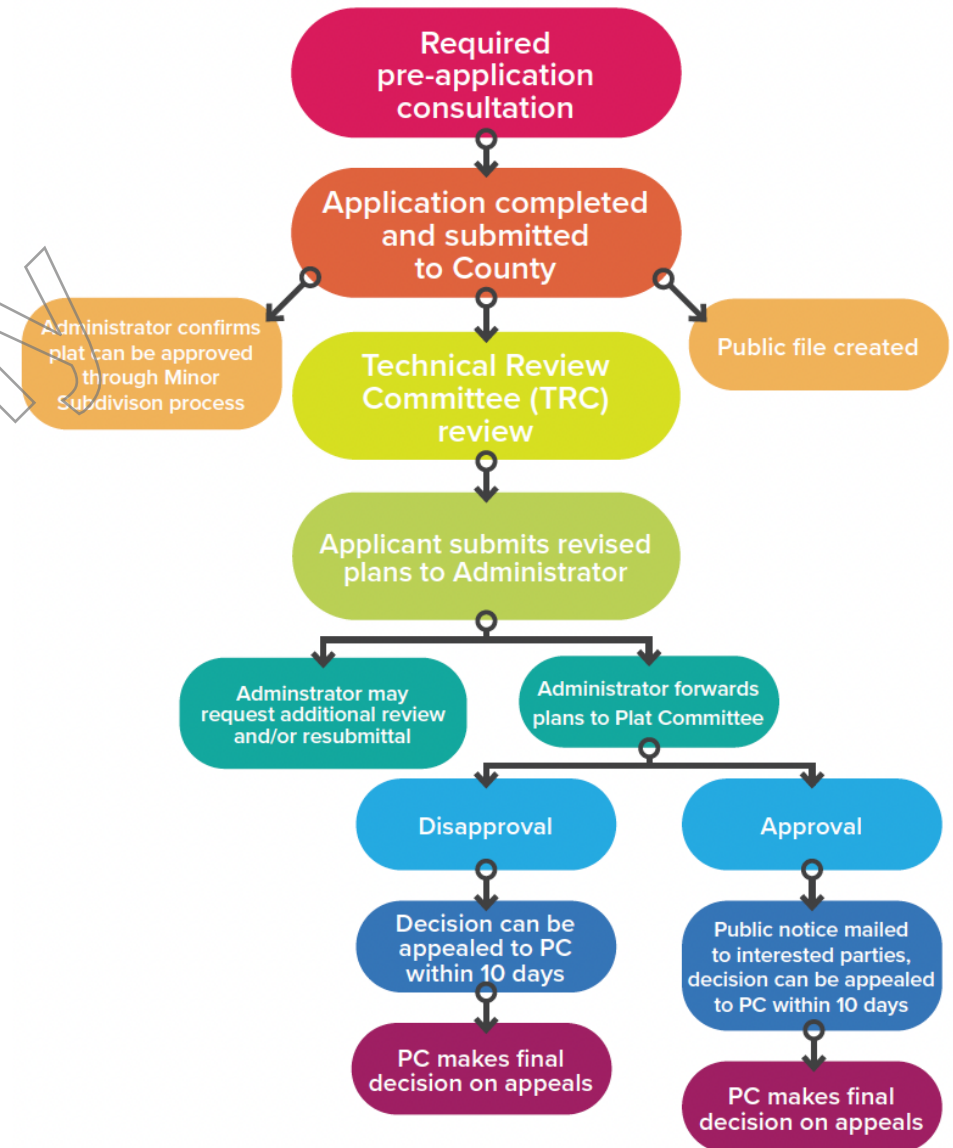 Required
pre-application
consultation
Application completed
and submitted
to County
Administrator confirms
plat can be approved
through Minor
Subdivison process
Technical Review
Committee (TRC)
review
Public file created
Applicant submits revised
plans to Administrator
Adminstrator may
request additional review
and/or resubmittal
Administrator forwards
plans to Plat Committee
Disapproval
Approval
Decision can be
appealed to PC
within 10 days
Public notice mailed
to interested parties,
decision can be appealed
to PC within 10 days
PC makes final
decision on appeals
PC makes final
decision on appeals